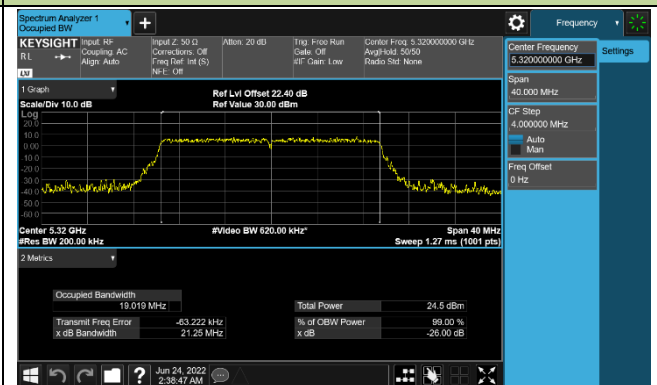 Spectrum Analyzer 1
Occupied BW
+
Frequency
KEYSIGHT
RL
LXI
Input: RF
Coupling: AC
Align: Auto
Input Z: 50 Ω
Corrections: Off
Freq Ref: Int (S)
NFE: Off
Atten: 20 dB
Trig: Free Run
Gate: Off
#IF Gain: Low
Center Freq: 5.320000000 GHz
Avg|Hold: 50/50
Radio Std: None
Center Frequency
5.320000000 GHz
Settings
Span
40.000 MHz
CF Step
4.000000 MHz
Auto
Man
Freq Offset
0 Hz
1 Graph
Scale/Div 10.0 dB
Ref Lvl Offset 22.40 dB
Ref Value 30.00 dBm
Log
20.0
10.0
0.00
-10.0
-20.0
-30.0
-40.0
-50.0
-60.0
Center 5.32 GHz
#Res BW 200.00 kHz
#Video BW 620.00 kHz*
Span 40 MHz
Sweep 1.27 ms (1001 pts)
2 Metrics
Occupied Bandwidth
19.019 MHz
Total Power 24.5 dBm
Transmit Freq Error -63.222 kHz
% of OBW Power 99.00 %
x dB Bandwidth 21.25 MHz
x dB -26.00 dB
?
Jun 24, 2022
2:38:47 AM